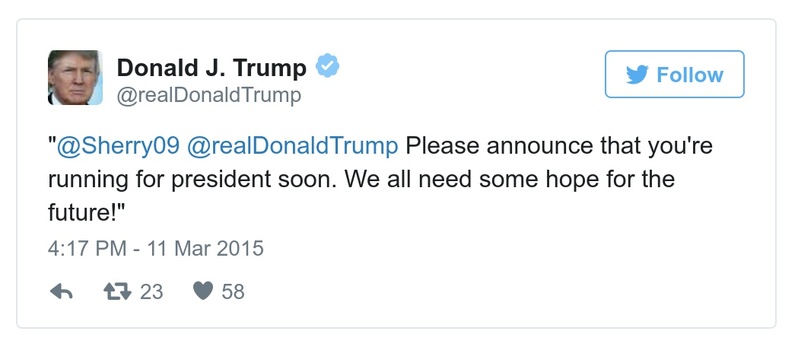 Donald J. Trump
@realDonaldTrump
Follow
"@Sherry09 @realDonaldTrump Please announce that you're
running for president soon. We all need some hope for the
future!"
4:17 PM - 11 Mar 2015
23 58